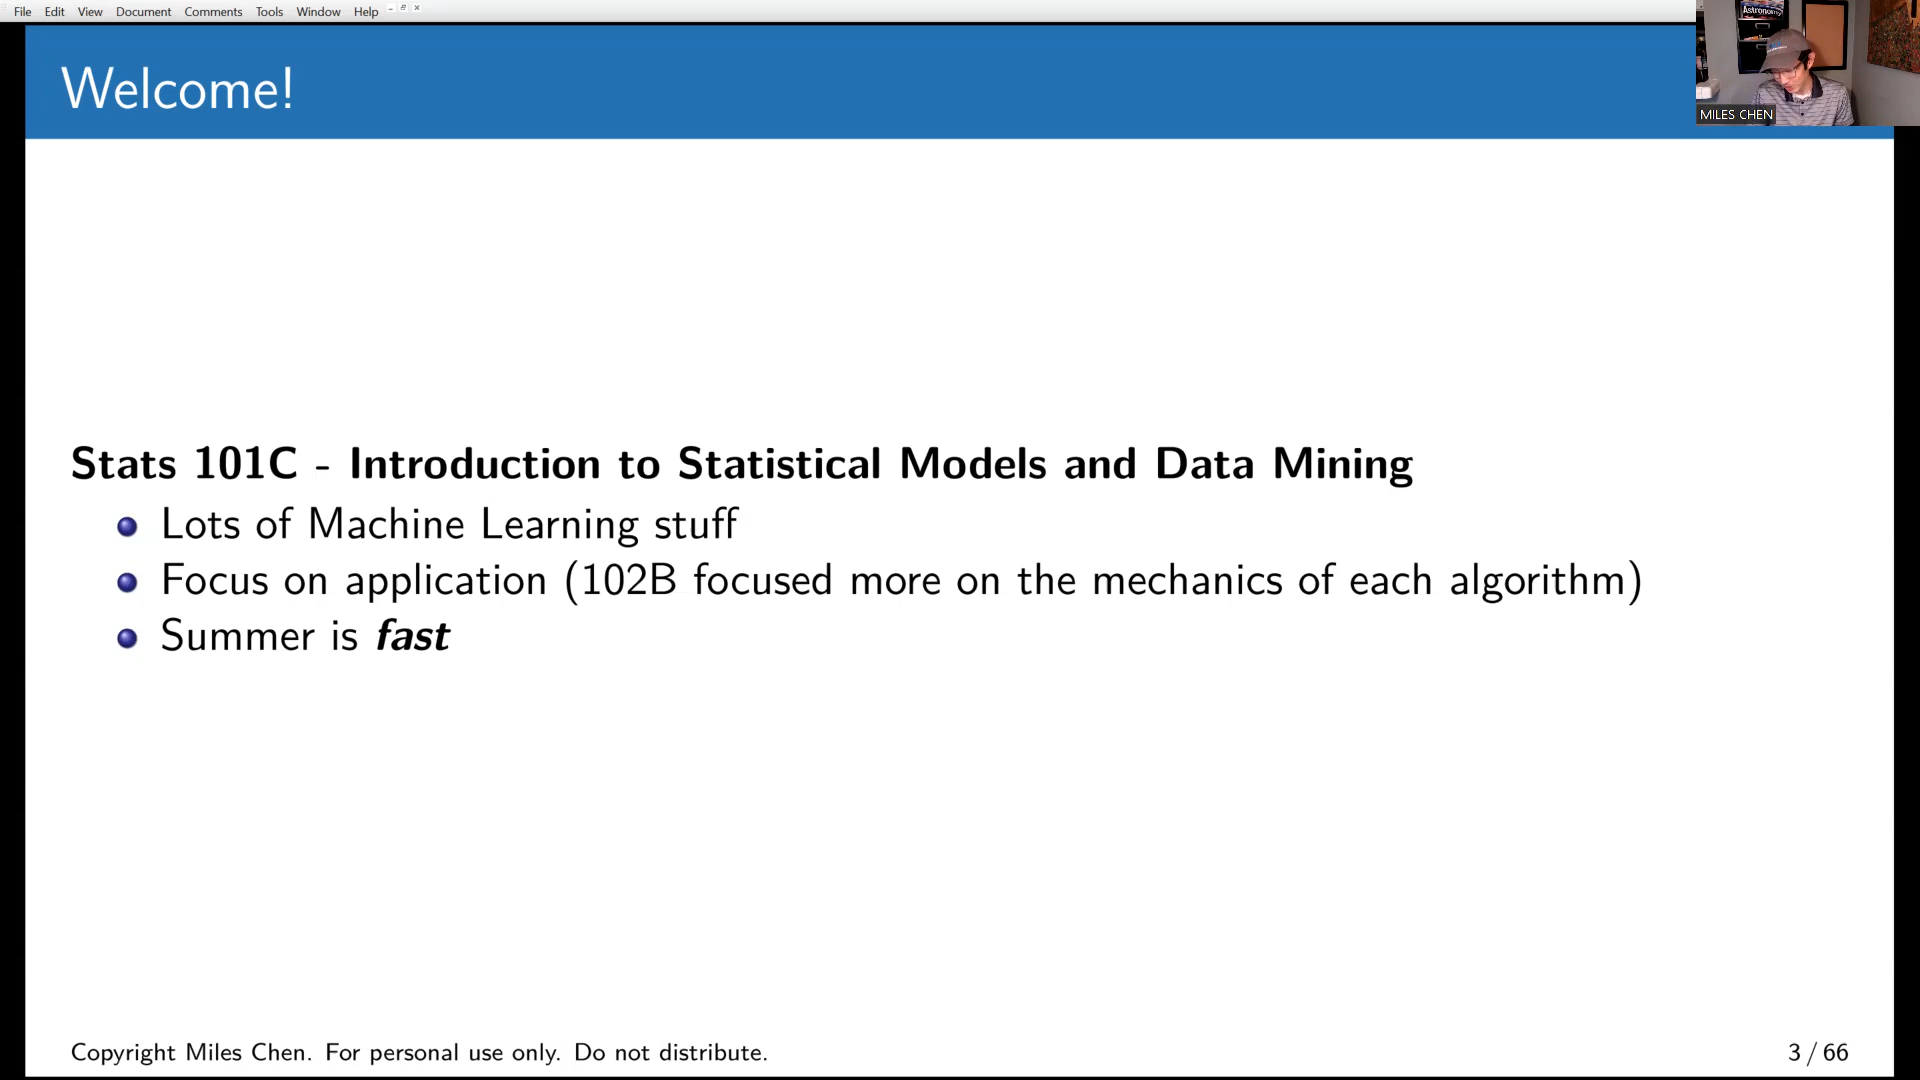 File Edit View Document Comments Tools Window Help
Welcome!
Astronomy
MILES CHEN
Stats 101C - Introduction to Statistical Models and Data Mining
Lots of Machine Learning stuff
Focus on application (102B focused more on the mechanics of each algorithm)
Summer is fast
Copyright Miles Chen. For personal use only. Do not distribute.
3 / 66